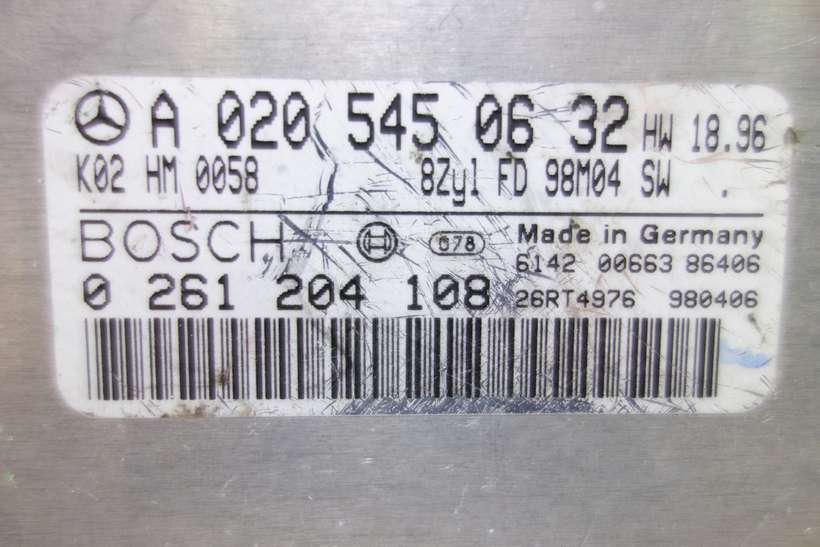 A 020 545 06 32 HW 18.96
K02 HM 0058 8Zyl FD 98M04 SW .
BOSCH 078 Made in Germany
6142 00663 86406
0 261 204 108 26RT4976 980406